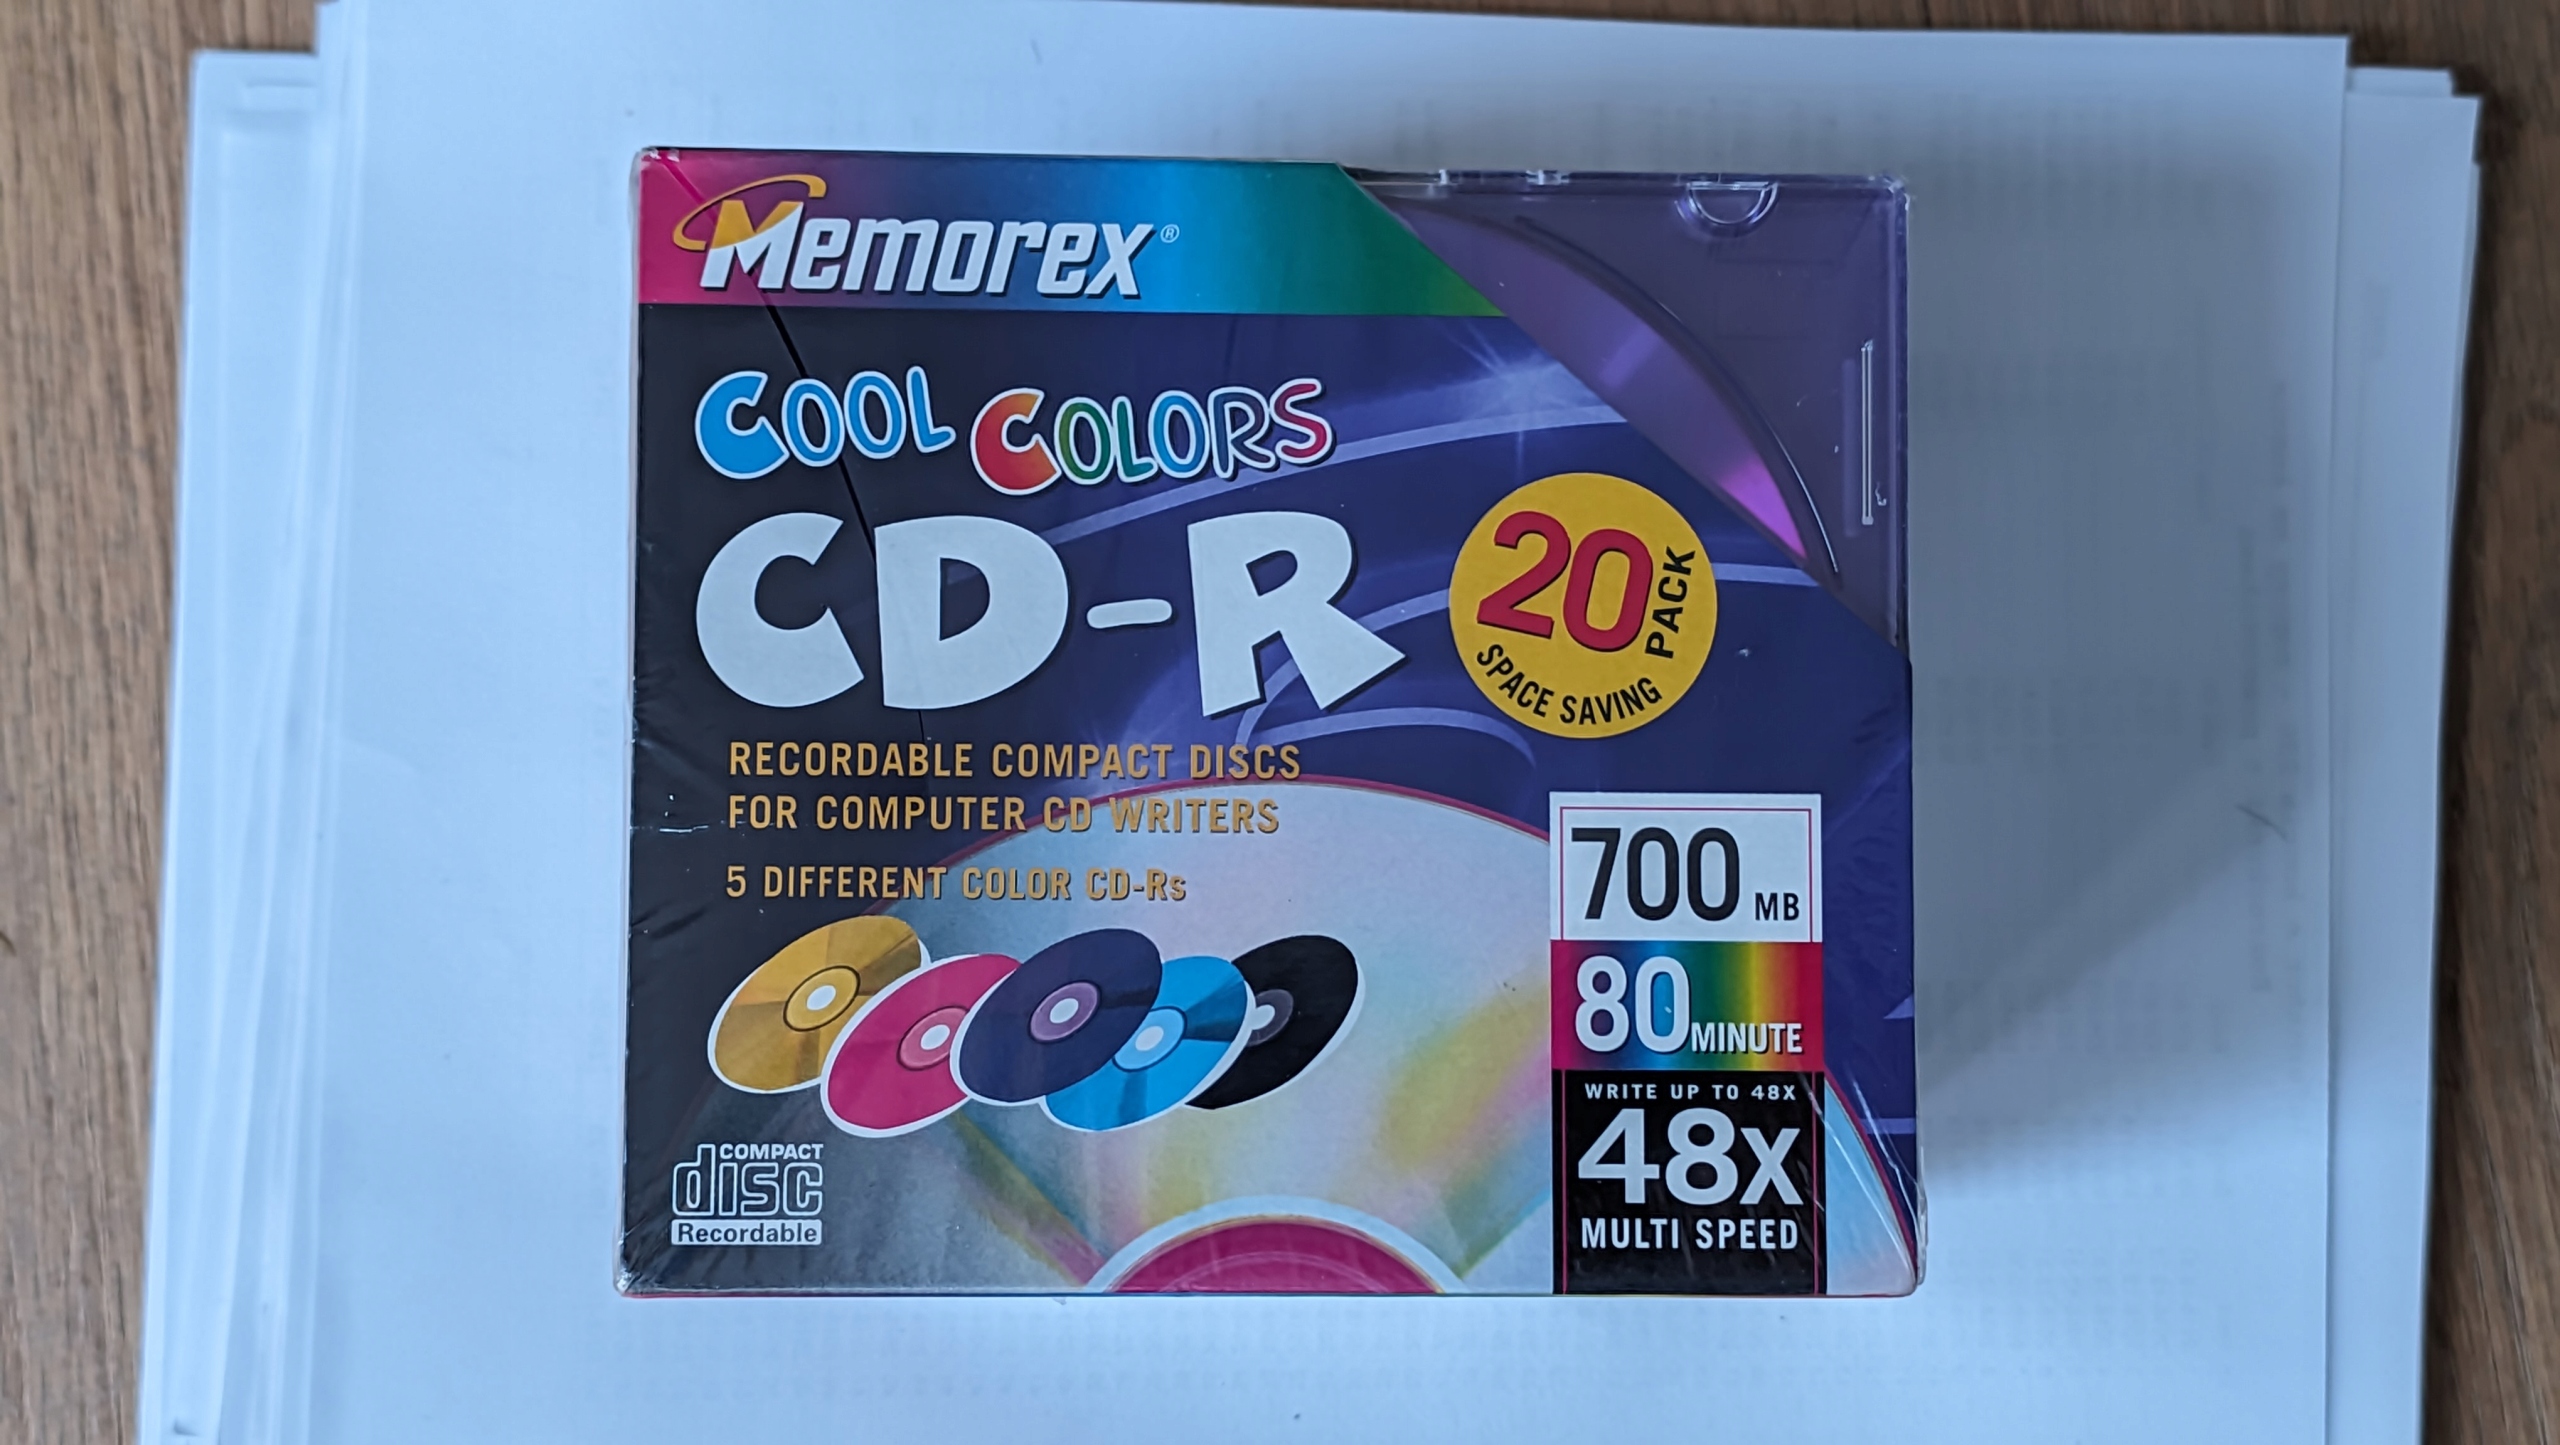 Memorex®
COOL COLORS
CD-R
20
SPACE SAVING PACK
RECORDABLE COMPACT DISCS
FOR COMPUTER CD WRITERS
5 DIFFERENT COLOR CD-Rs
700 MB
80 MINUTE
WRITE UP TO 48X
48X
MULTI SPEED
COMPACT
disc
Recordable